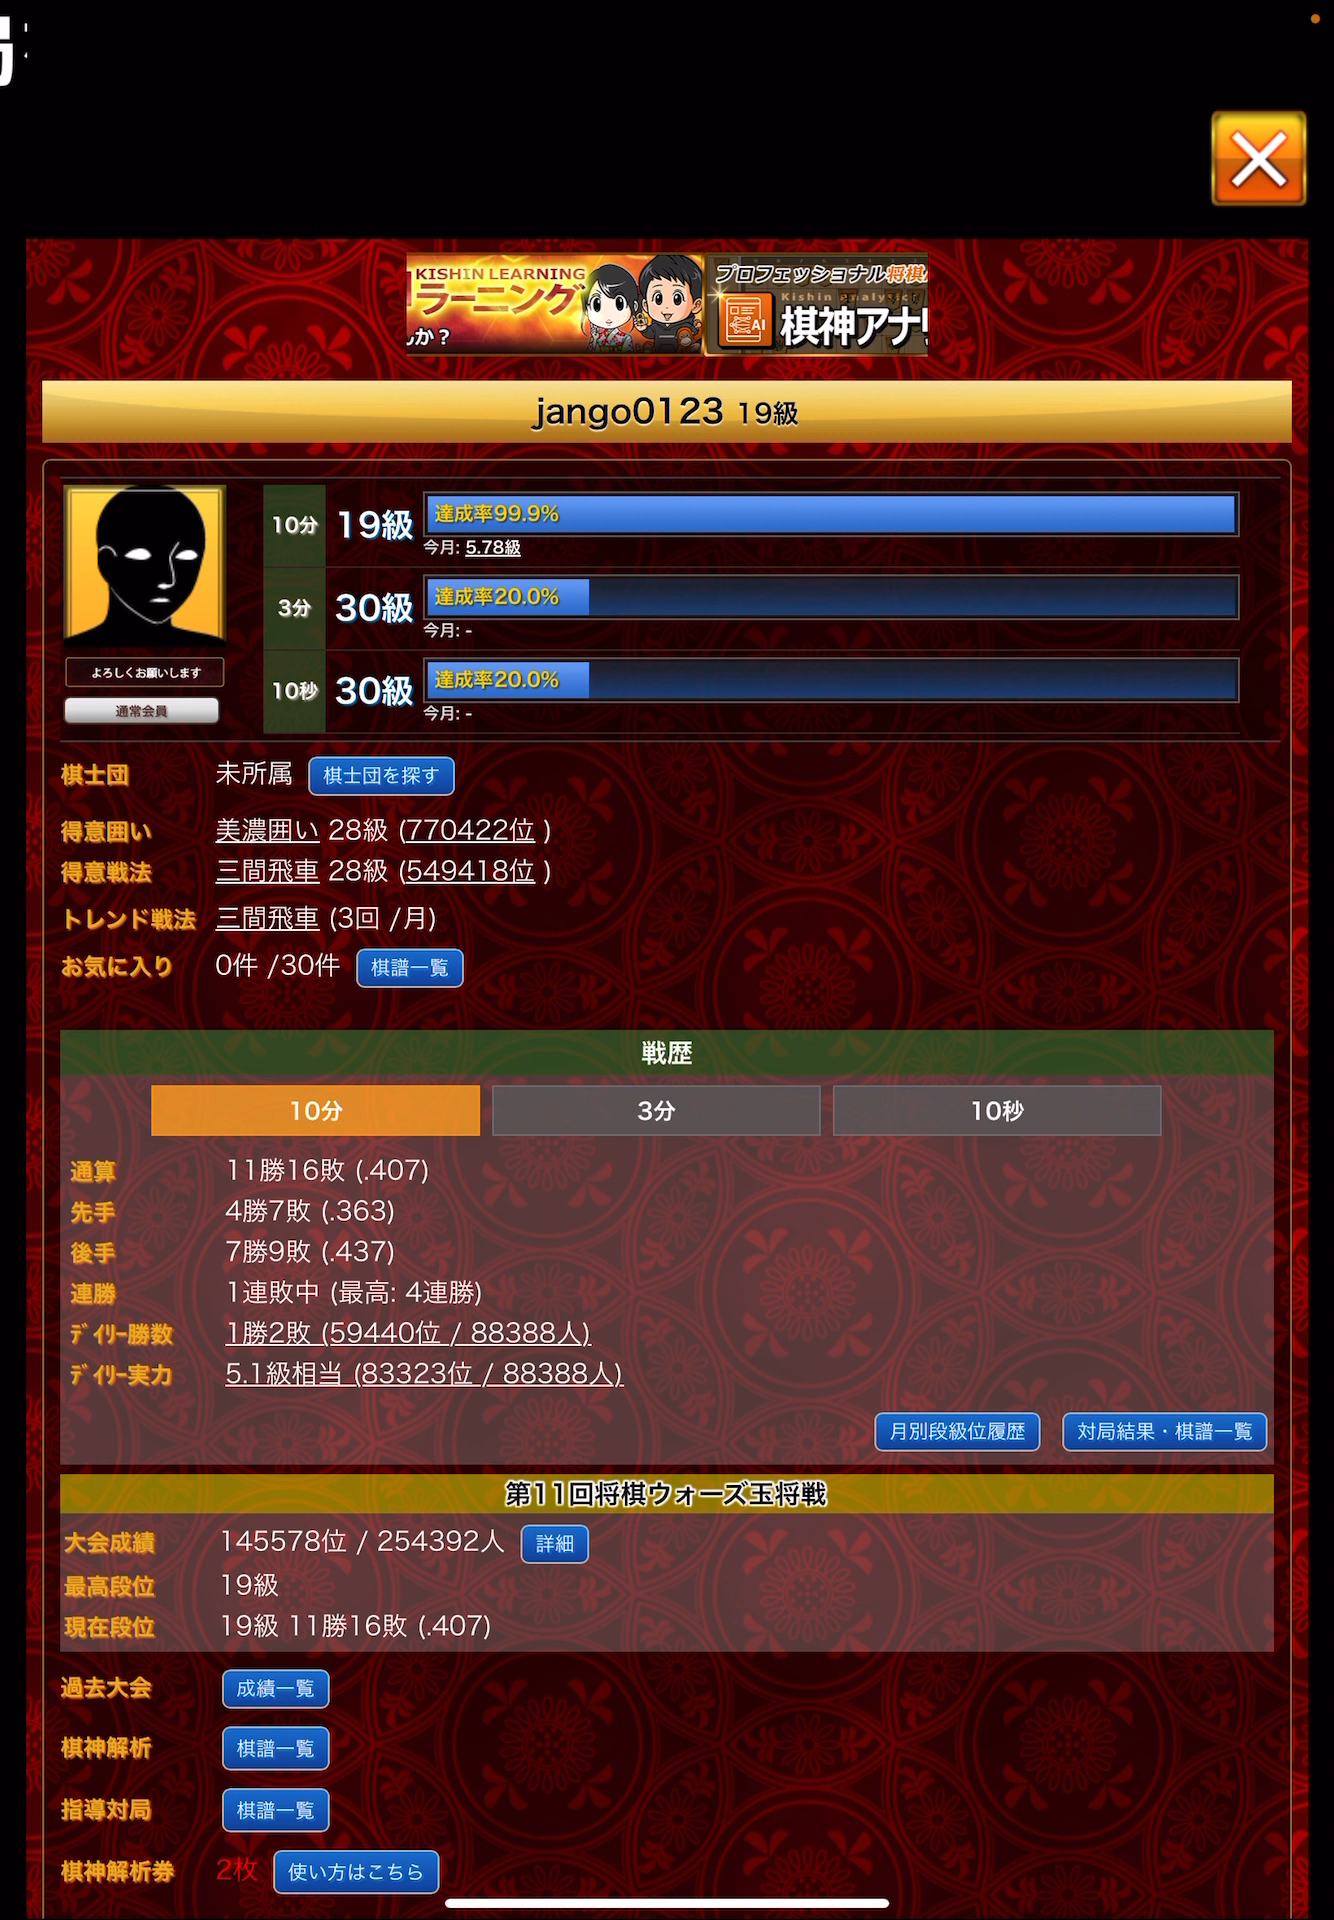 KISHIN LEARNING
ラーニング
か？
プロフェッショナル将棋
Kishin Analytics
AI
棋神アナリ
jango0123 19級
10分 19級 達成率99.9%
今月: 5.78級
3分 30級 達成率20.0%
今月: -
10秒 30級 達成率20.0%
今月: -
よろしくお願いします
通常会員
棋士団 未所属 棋士団を探す
得意囲い 美濃囲い 28級 (770422位 )
得意戦法 三間飛車 28級 (549418位 )
トレンド戦法 三間飛車 (3回 /月)
お気に入り 0件 /30件 棋譜一覧
戦歴
10分 3分 10秒
通算 11勝16敗 (.407)
先手 4勝7敗 (.363)
後手 7勝9敗 (.437)
連勝 1連敗中 (最高: 4連勝)
ﾃﾞｲﾘｰ勝数 1勝2敗 (59440位 / 88388人)
ﾃﾞｲﾘｰ実力 5.1級相当 (83323位 / 88388人)
月別段級位履歴 対局結果・棋譜一覧
第11回将棋ウォーズ玉将戦
大会成績 145578位 / 254392人 詳細
最高段位 19級
現在段位 19級 11勝16敗 (.407)
過去大会 成績一覧
棋神解析 棋譜一覧
指導対局 棋譜一覧
棋神解析券 2枚 使い方はこちら